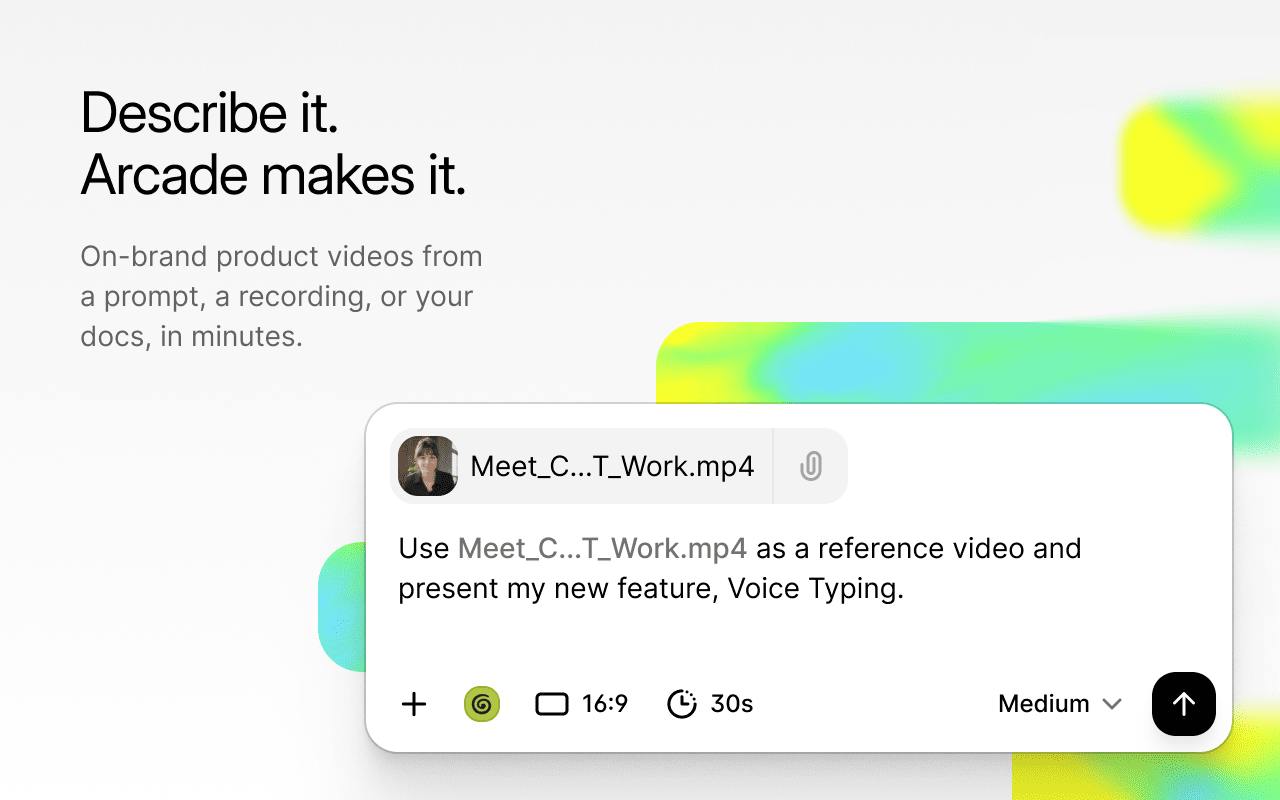 Describe it.
Arcade makes it.
On-brand product videos from
a prompt, a recording, or your
docs, in minutes.
Meet_C...T_Work.mp4
Use Meet_C...T_Work.mp4 as a reference video and
present my new feature, Voice Typing.
16:9 30s Medium